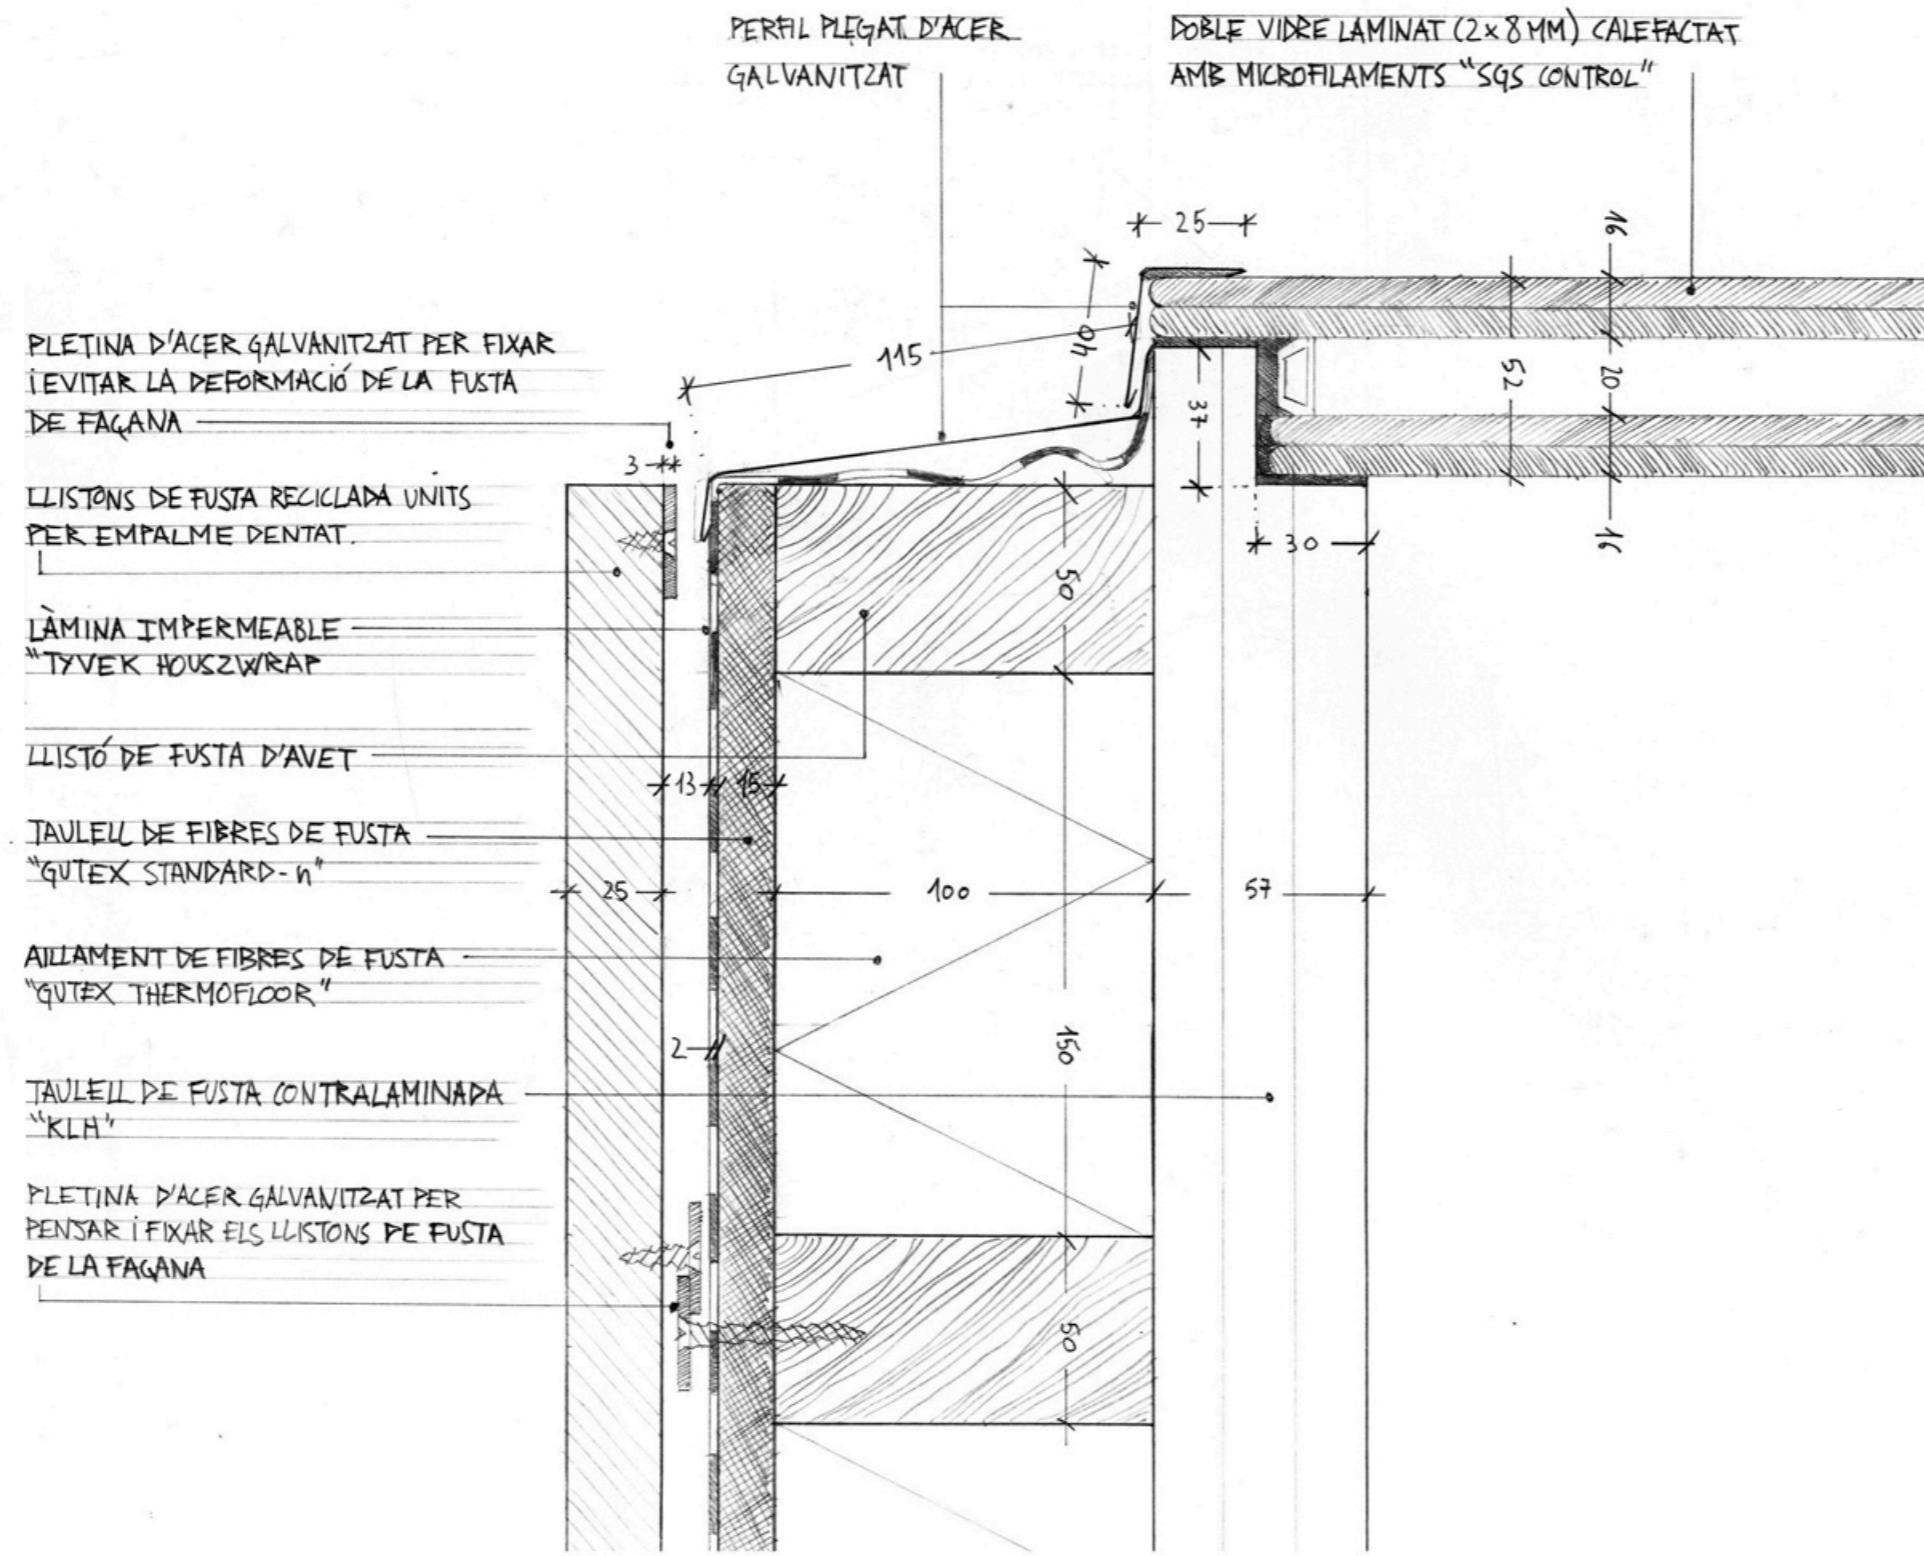 PERFIL PLEGAT D'ACER
GALVANITZAT
DOBLE VIDRE LAMINAT (2x8MM) CALEFACTAT
AMB MICROFILAMENTS "SGS CONTROL"
25
16
40
115
52
20
37
16
30
PLETINA D'ACER GALVANITZAT PER FIXAR
i EVITAR LA DEFORMACIÓ DE LA FUSTA
DE FAÇANA
3
LLISTONS DE FUSTA RECICLADA UNITS
PER EMPALME DENTAT.
50
LÀMINA IMPERMEABLE
"TYVEK HOUSZWRAP
LLISTÓ DE FUSTA D'AVET
13
15
TAULELL DE FIBRES DE FUSTA
"GUTEX STANDARD-n"
25
100
57
AILLAMENT DE FIBRES DE FUSTA
"GUTEX THERMOFLOOR"
2
150
TAULELL DE FUSTA CONTRALAMINADA
"KLH"
PLETINA D'ACER GALVANITZAT PER
PENJAR i FIXAR ELS LLISTONS DE FUSTA
DE LA FAÇANA
50